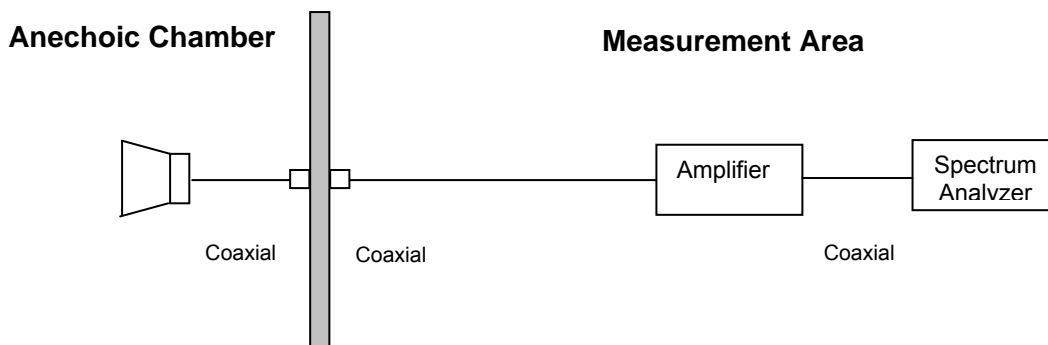 Anechoic Chamber
Measurement Area
Amplifier
Spectrum
Analyzer
Coaxial
Coaxial
Coaxial